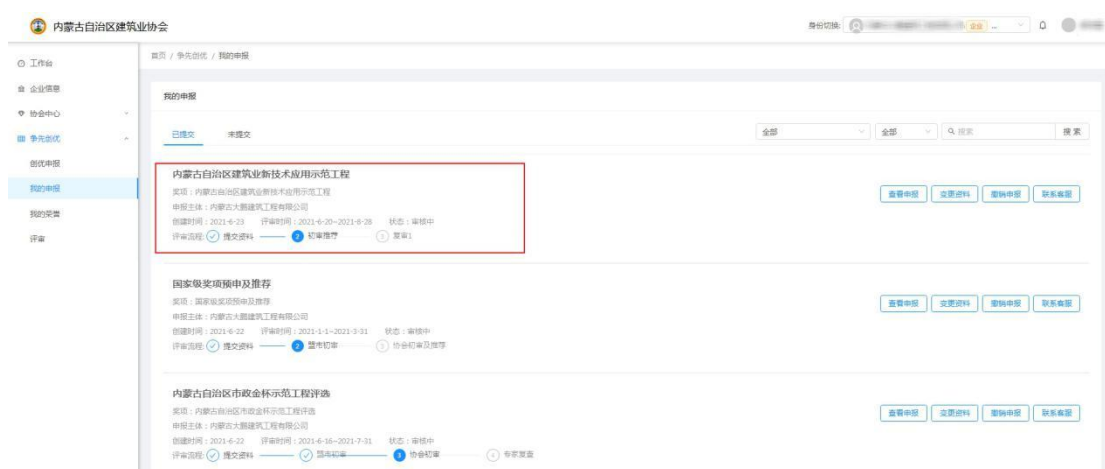 内蒙古自治区建筑业协会
身份切换:
企业 ...
工作台
企业信息
协会中心
争先创优
创优申报
我的申报
我的荣誉
评审
首页 / 争先创优 / 我的申报
我的申报
已提交 未提交
全部 全部 搜索 搜 索
内蒙古自治区建筑业新技术应用示范工程
奖项：内蒙古自治区建筑业新技术应用示范工程
申报主体：内蒙古大鹏建筑工程有限公司
创建时间：2021-6-23 评审时间：2021-6-20~2021-8-28 状态：审核中
评审流程: 提交资料 2 初审推荐 3 复审1
查看申报 变更资料 撤销申报 联系客服
国家级奖项预申及推荐
奖项：国家级奖项预申及推荐
申报主体：内蒙古大鹏建筑工程有限公司
创建时间：2021-6-22 评审时间：2021-1-1~2021-3-31 状态：审核中
评审流程: 提交资料 2 盟市初审 3 协会初审及推荐
查看申报 变更资料 撤销申报 联系客服
内蒙古自治区市政金杯示范工程评选
奖项：内蒙古自治区市政金杯示范工程评选
申报主体：内蒙古大鹏建筑工程有限公司
创建时间：2021-6-22 评审时间：2021-6-16~2021-7-31 状态：审核中
评审流程: 提交资料 盟市初审 3 协会初审 4 专家复查
查看申报 变更资料 撤销申报 联系客服